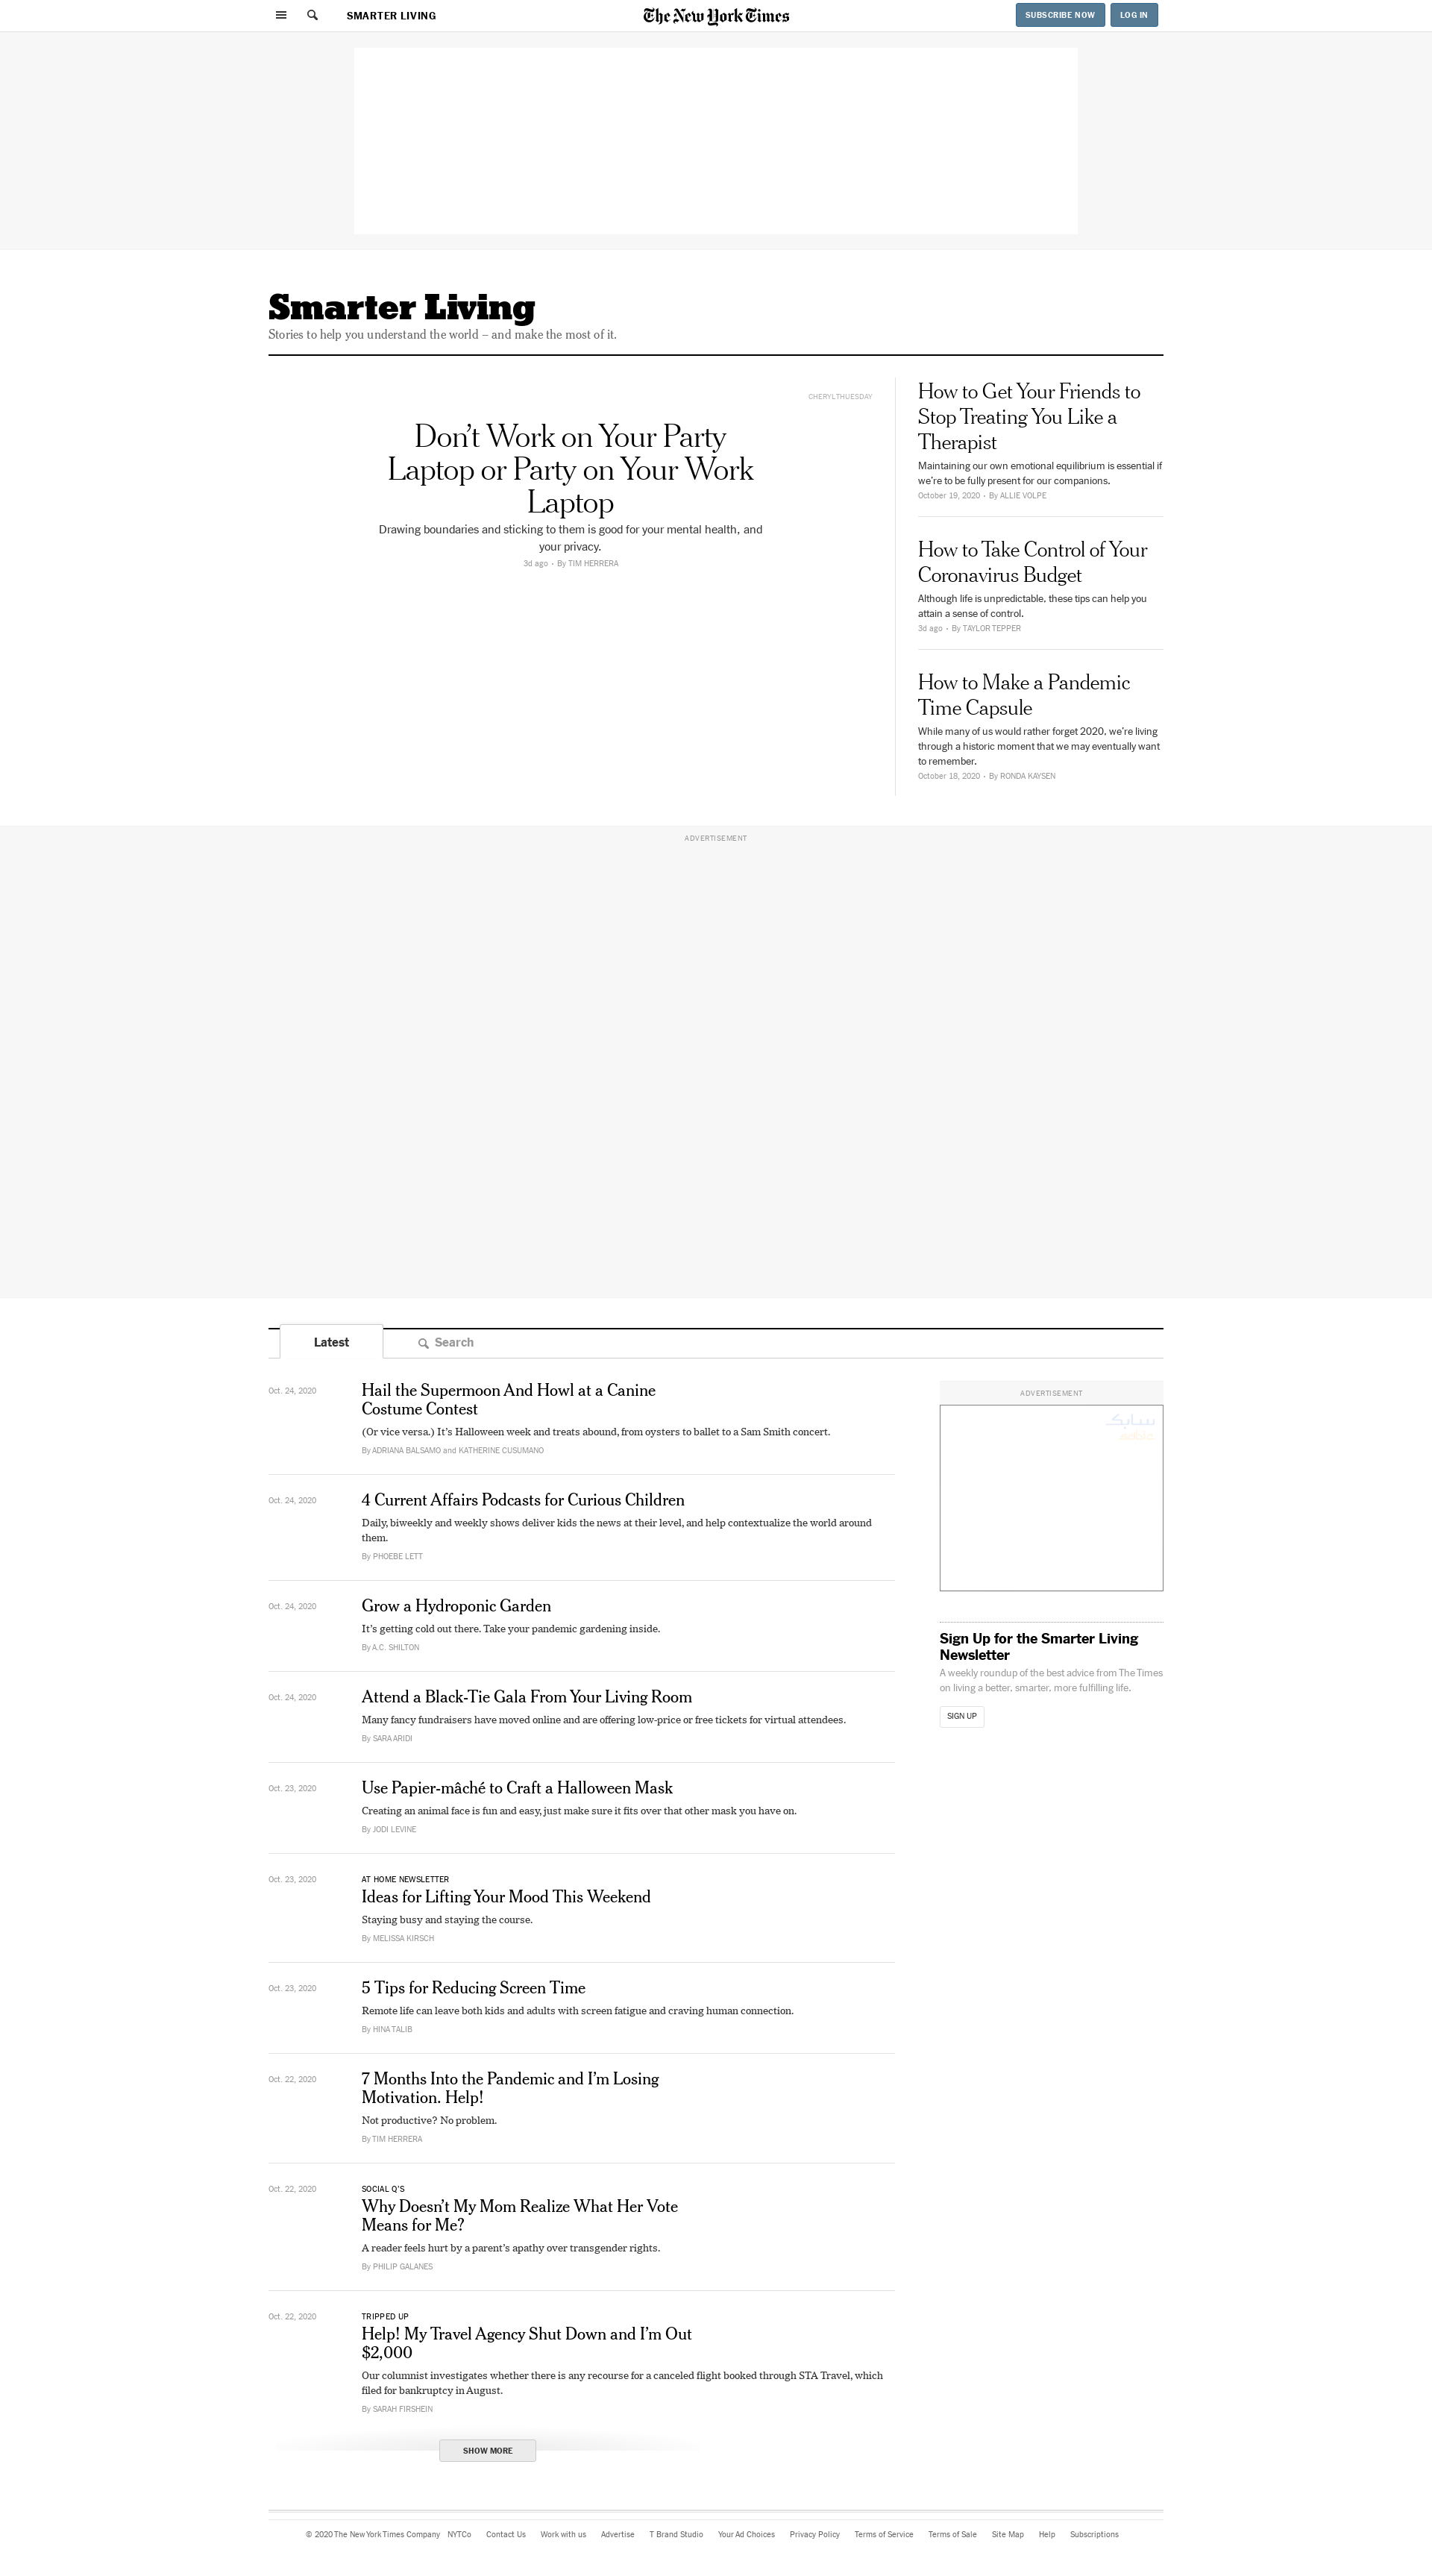 SMARTER LIVING
The New York Times
SUBSCRIBE NOW
LOG IN
Smarter Living
Stories to help you understand the world – and make the most of it.
CHERYLTHUESDAY
Don’t Work on Your Party
Laptop or Party on Your Work
Laptop
Drawing boundaries and sticking to them is good for your mental health, and
your privacy.
3d ago • By TIM HERRERA
How to Get Your Friends to
Stop Treating You Like a
Therapist
Maintaining our own emotional equilibrium is essential if
we’re to be fully present for our companions.
October 19, 2020 • By ALLIE VOLPE
How to Take Control of Your
Coronavirus Budget
Although life is unpredictable, these tips can help you
attain a sense of control.
3d ago • By TAYLOR TEPPER
How to Make a Pandemic
Time Capsule
While many of us would rather forget 2020, we’re living
through a historic moment that we may eventually want
to remember.
October 18, 2020 • By RONDA KAYSEN
ADVERTISEMENT
Latest
Search
Oct. 24, 2020
Hail the Supermoon And Howl at a Canine
Costume Contest
(Or vice versa.) It’s Halloween week and treats abound, from oysters to ballet to a Sam Smith concert.
By ADRIANA BALSAMO and KATHERINE CUSUMANO
Oct. 24, 2020
4 Current Affairs Podcasts for Curious Children
Daily, biweekly and weekly shows deliver kids the news at their level, and help contextualize the world around
them.
By PHOEBE LETT
Oct. 24, 2020
Grow a Hydroponic Garden
It’s getting cold out there. Take your pandemic gardening inside.
By A.C. SHILTON
Oct. 24, 2020
Attend a Black-Tie Gala From Your Living Room
Many fancy fundraisers have moved online and are offering low-price or free tickets for virtual attendees.
By SARA ARIDI
Oct. 23, 2020
Use Papier-mâché to Craft a Halloween Mask
Creating an animal face is fun and easy, just make sure it fits over that other mask you have on.
By JODI LEVINE
Oct. 23, 2020
AT HOME NEWSLETTER
Ideas for Lifting Your Mood This Weekend
Staying busy and staying the course.
By MELISSA KIRSCH
Oct. 23, 2020
5 Tips for Reducing Screen Time
Remote life can leave both kids and adults with screen fatigue and craving human connection.
By HINA TALIB
Oct. 22, 2020
7 Months Into the Pandemic and I’m Losing
Motivation. Help!
Not productive? No problem.
By TIM HERRERA
Oct. 22, 2020
SOCIAL Q’S
Why Doesn’t My Mom Realize What Her Vote
Means for Me?
A reader feels hurt by a parent’s apathy over transgender rights.
By PHILIP GALANES
Oct. 22, 2020
TRIPPED UP
Help! My Travel Agency Shut Down and I’m Out
$2,000
Our columnist investigates whether there is any recourse for a canceled flight booked through STA Travel, which
filed for bankruptcy in August.
By SARAH FIRSHEIN
SHOW MORE
ADVERTISEMENT
سابك
sabic
Sign Up for the Smarter Living
Newsletter
A weekly roundup of the best advice from The Times
on living a better, smarter, more fulfilling life.
SIGN UP
© 2020 The New York Times Company NYTCo Contact Us Work with us Advertise T Brand Studio Your Ad Choices Privacy Policy Terms of Service Terms of Sale Site Map Help Subscriptions